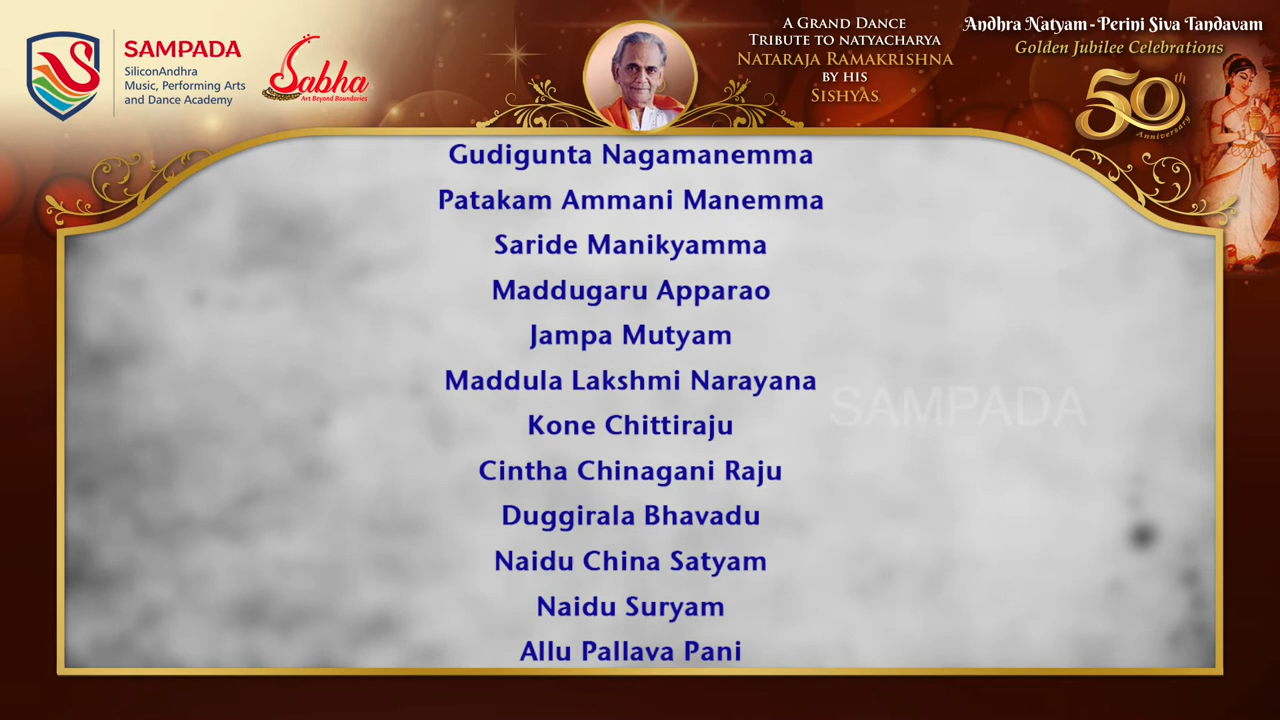 SAMPADA
SiliconAndhra
Music, Performing Arts
and Dance Academy
Sabha
Art Beyond Boundaries
A GRAND DANCE
TRIBUTE TO NATYACHARYA
NATARAJA RAMAKRISHNA
BY HIS
SISHYAS
Andhra Natyam - Perini Siva Tandavam
Golden Jubilee Celebrations
50th
Anniversary
Gudigunta Nagamanemma
Patakam Ammani Manemma
Saride Manikyamma
Maddugaru Apparao
Jampa Mutyam
Maddula Lakshmi Narayana
Kone Chittiraju
Cintha Chinagani Raju
Duggirala Bhavadu
Naidu China Satyam
Naidu Suryam
Allu Pallava Pani
SAMPADA